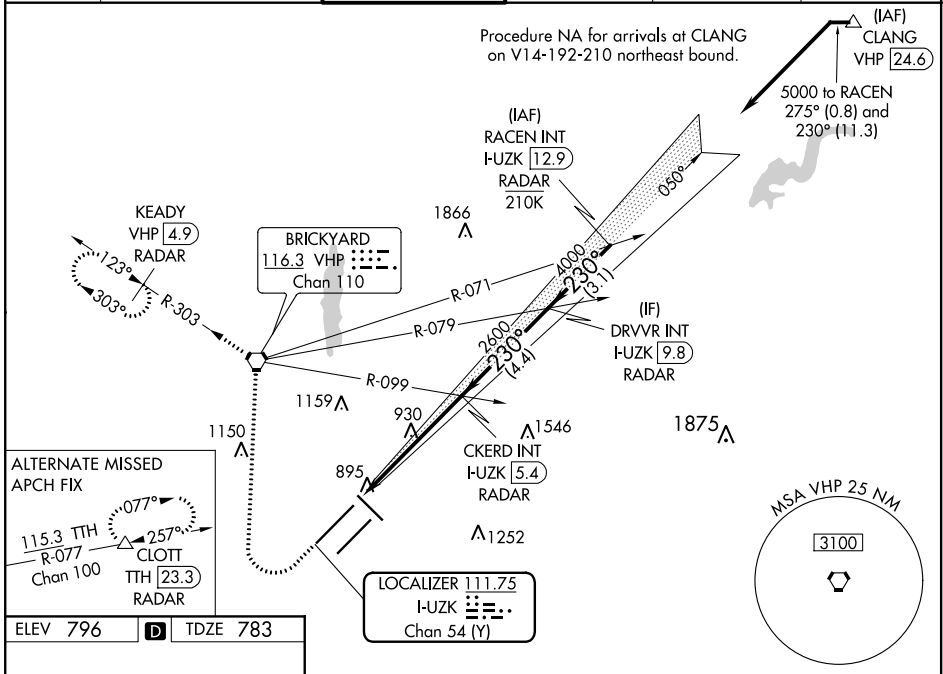 Procedure NA for arrivals at CLANG
on V14-192-210 northeast bound.
(IAF)
CLANG
VHP 24.6
5000 to RACEN
275° (0.8) and
230° (11.3)
(IAF)
RACEN INT
I-UZK 12.9
RADAR
210K
050°
KEADY
VHP 4.9
RADAR
1866
BRICKYARD
116.3 VHP
Chan 110
123°
303°
R-303
R-071
R-079
R-099
4000
230°
(3.1)
2600
230°
(4.4)
(IF)
DRVVR INT
I-UZK 9.8
RADAR
1159
930
1546
1875
1150
CKERD INT
I-UZK 5.4
RADAR
895
1252
ALTERNATE MISSED
APCH FIX
077°
257°
115.3 TTH
R-077
Chan 100
CLOTT
TTH 23.3
RADAR
LOCALIZER 111.75
I-UZK
Chan 54 (Y)
MSA VHP 25 NM
3100
ELEV 796 D TDZE 783